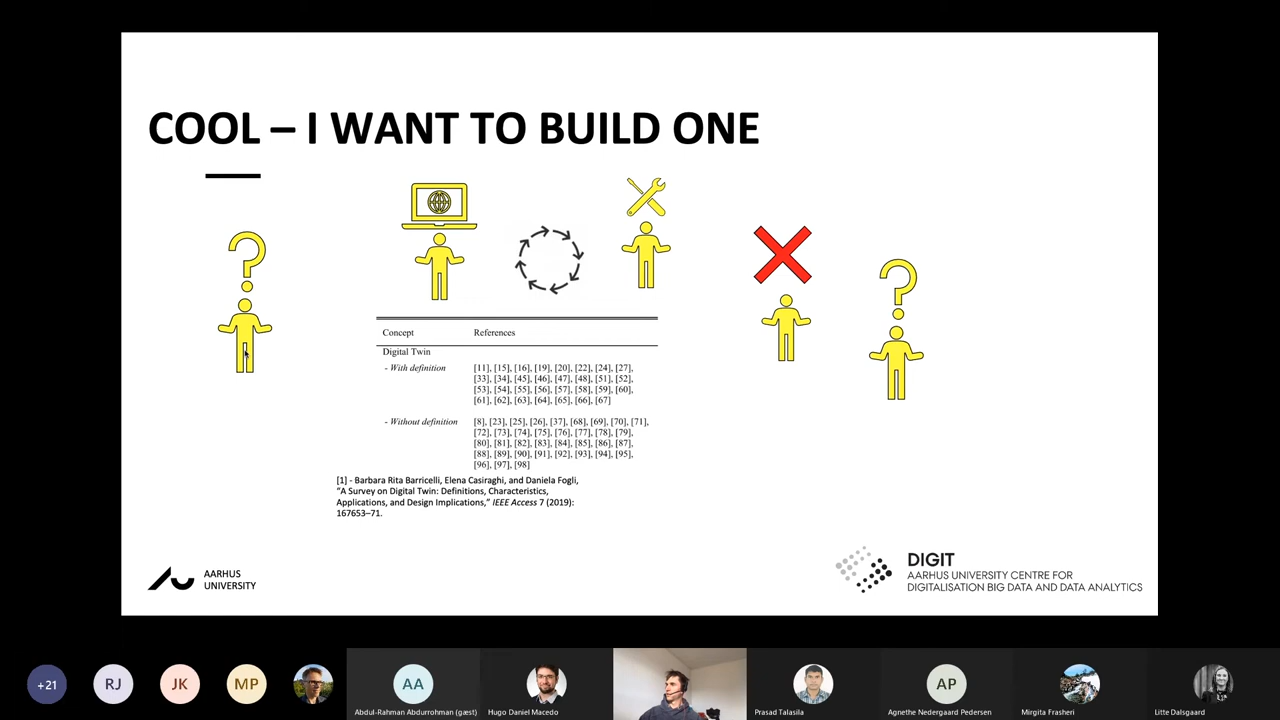 COOL – I WANT TO BUILD ONE
Concept References
Digital Twin
- With definition [11], [15], [16], [19], [20], [22], [24], [27],
[33], [34], [45], [46], [47], [48], [51], [52],
[53], [54], [55], [56], [57], [58], [59], [60],
[61], [62], [63], [64], [65], [66], [67]
- Without definition [8], [23], [25], [26], [37], [68], [69], [70], [71],
[72], [73], [74], [75], [76], [77], [78], [79],
[80], [81], [82], [83], [84], [85], [86], [87],
[88], [89], [90], [91], [92], [93], [94], [95],
[96], [97], [98]
[1] - Barbara Rita Barricelli, Elena Casiraghi, and Daniela Fogli,
“A Survey on Digital Twin: Definitions, Characteristics,
Applications, and Design Implications,” IEEE Access 7 (2019):
167653–71.
AARHUS
UNIVERSITY
DIGIT
AARHUS UNIVERSITY CENTRE FOR
DIGITALISATION BIG DATA AND DATA ANALYTICS
+21 RJ JK MP AA AP
Abdul-Rahman Abdurrohman (gæst) Hugo Daniel Macedo Prasad Talasila Agnethe Nedergaard Pedersen Mirgita Frasheri Litte Dalsgaard